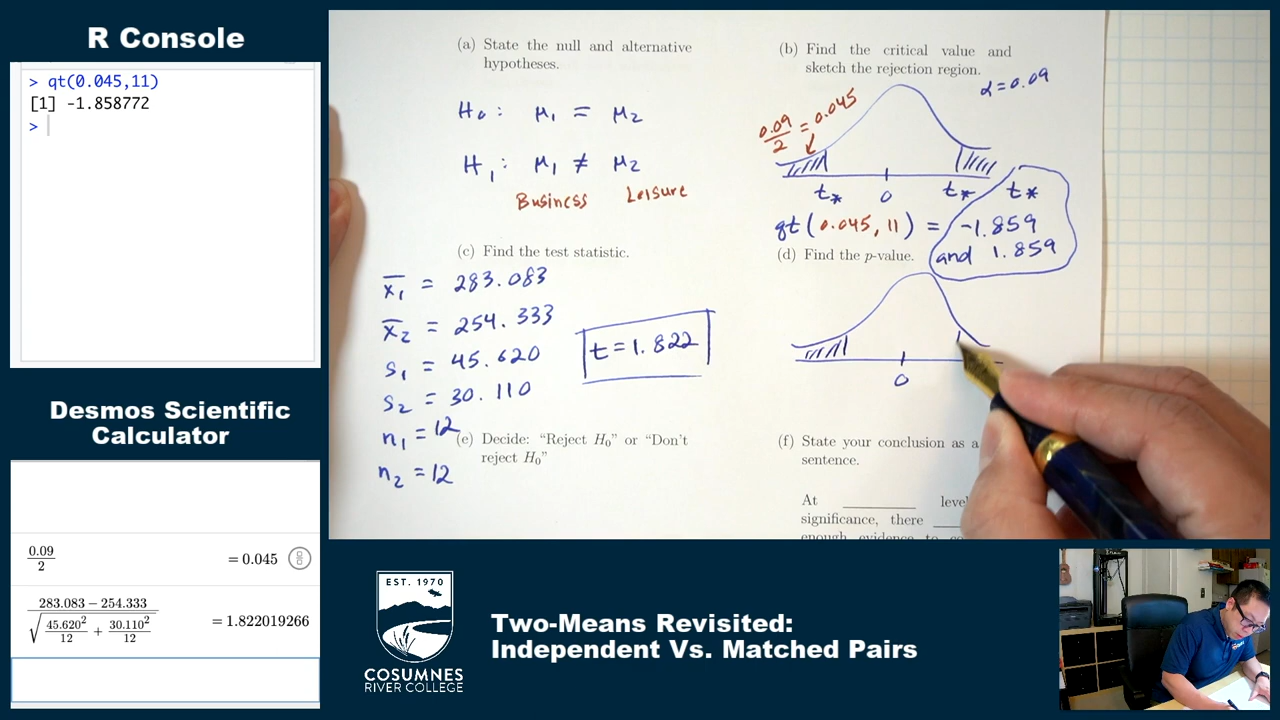 R Console
> qt(0.045,11)
[1] -1.858772
>
Desmos Scientific
Calculator
0.09
2
= 0.045
283.083 − 254.333
√ 45.620² / 12 + 30.110² / 12
= 1.822019266
(a) State the null and alternative
hypotheses.
H₀ : μ₁ = μ₂
H₁ : μ₁ ≠ μ₂
Business Leisure
(b) Find the critical value and
sketch the rejection region.
α = 0.09
0.09 / 2 = 0.045
t* 0 t* t*
qt(0.045, 11) = -1.859
and 1.859
(c) Find the test statistic.
x̄₁ = 283.083
x̄₂ = 254.333
s₁ = 45.620
s₂ = 30.110
n₁ = 12
n₂ = 12
t = 1.822
(d) Find the p-value.
0
(e) Decide: “Reject H₀” or “Don’t
reject H₀”
(f) State your conclusion as a
sentence.
At ________ leve
significance, there
enough evidence to co
EST. 1970
COSUMNES
RIVER COLLEGE
Two-Means Revisited:
Independent Vs. Matched Pairs